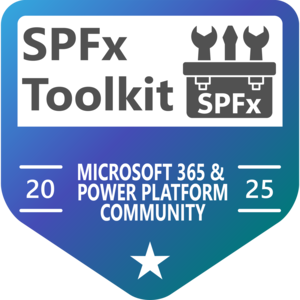 SPFx
Toolkit
SPFx
MICROSOFT 365 &
20 POWER PLATFORM 25
COMMUNITY